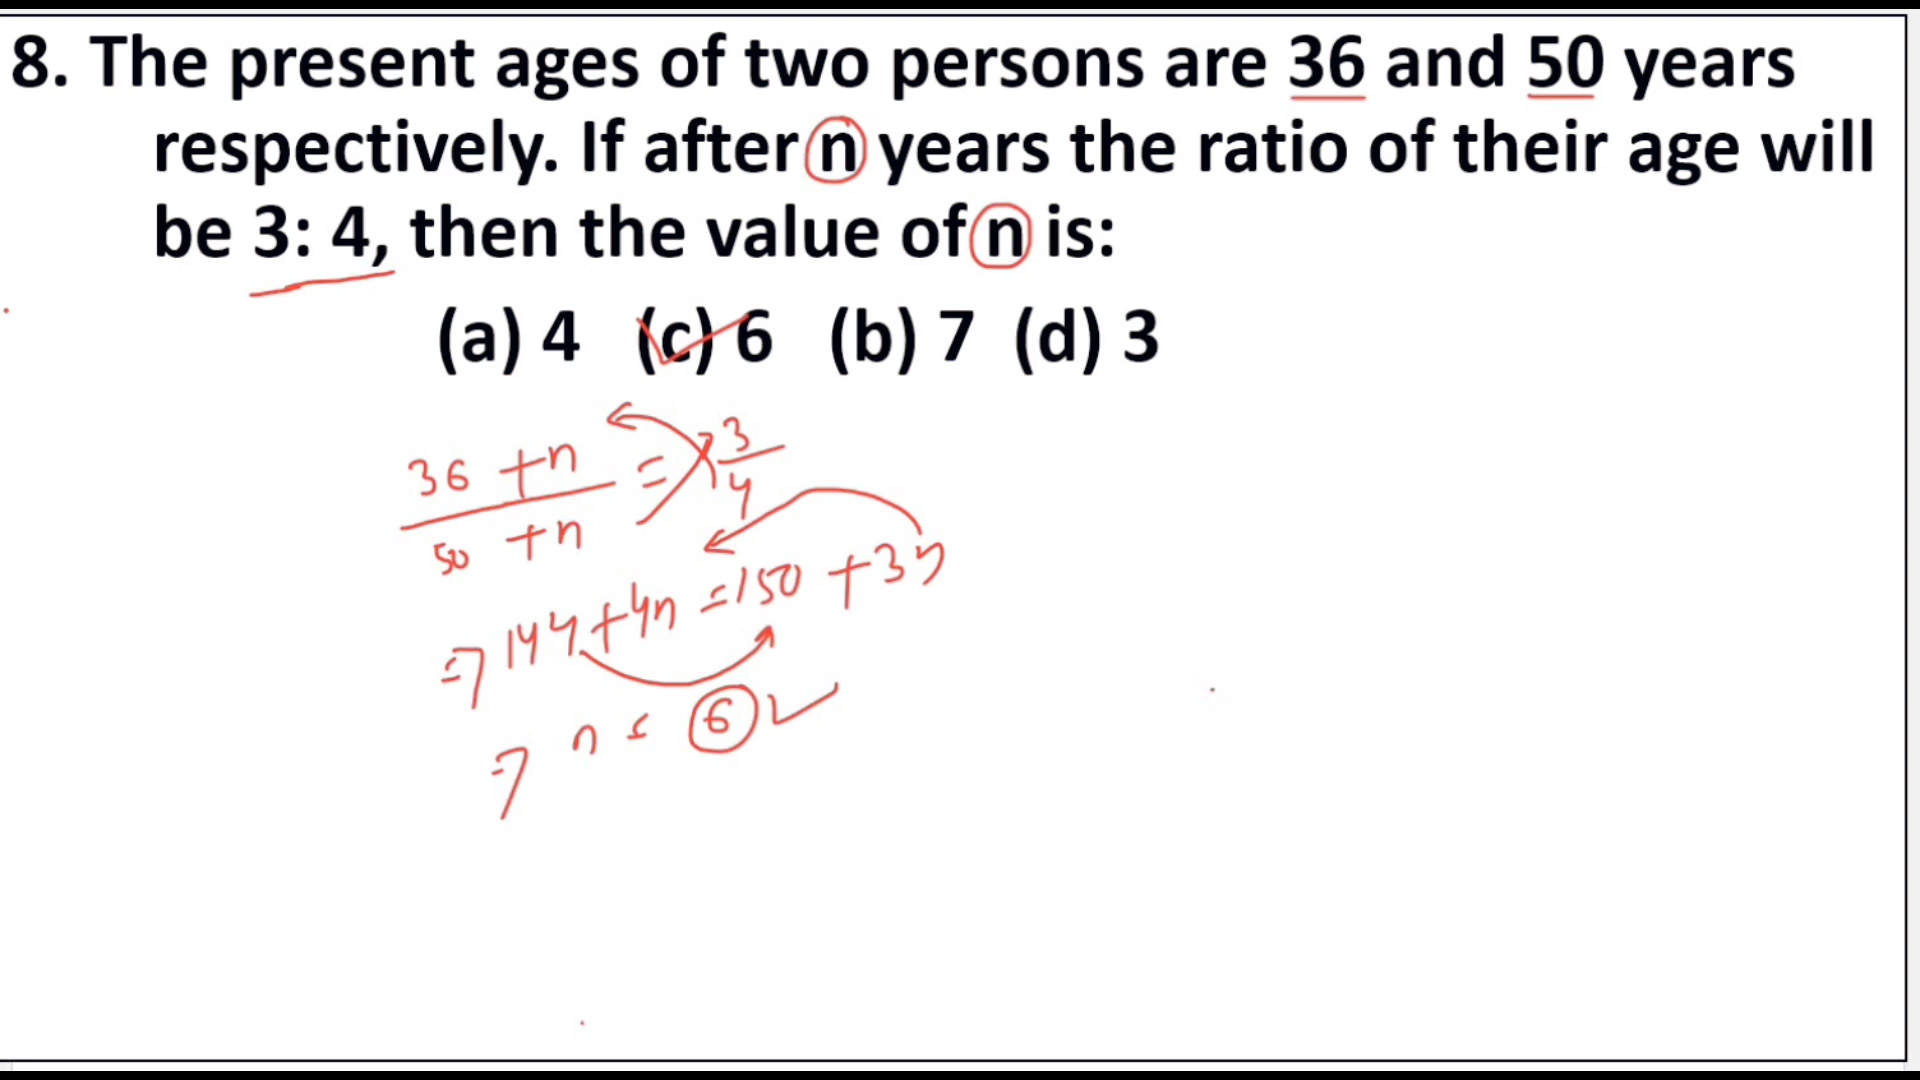 8. The present ages of two persons are 36 and 50 years
respectively. If after n years the ratio of their age will
be 3: 4, then the value of n is:
(a) 4 (c) 6 (b) 7 (d) 3
36 + n = 3
50 + n 4
=> 144 + 4n = 150 + 3n
=> n = 6